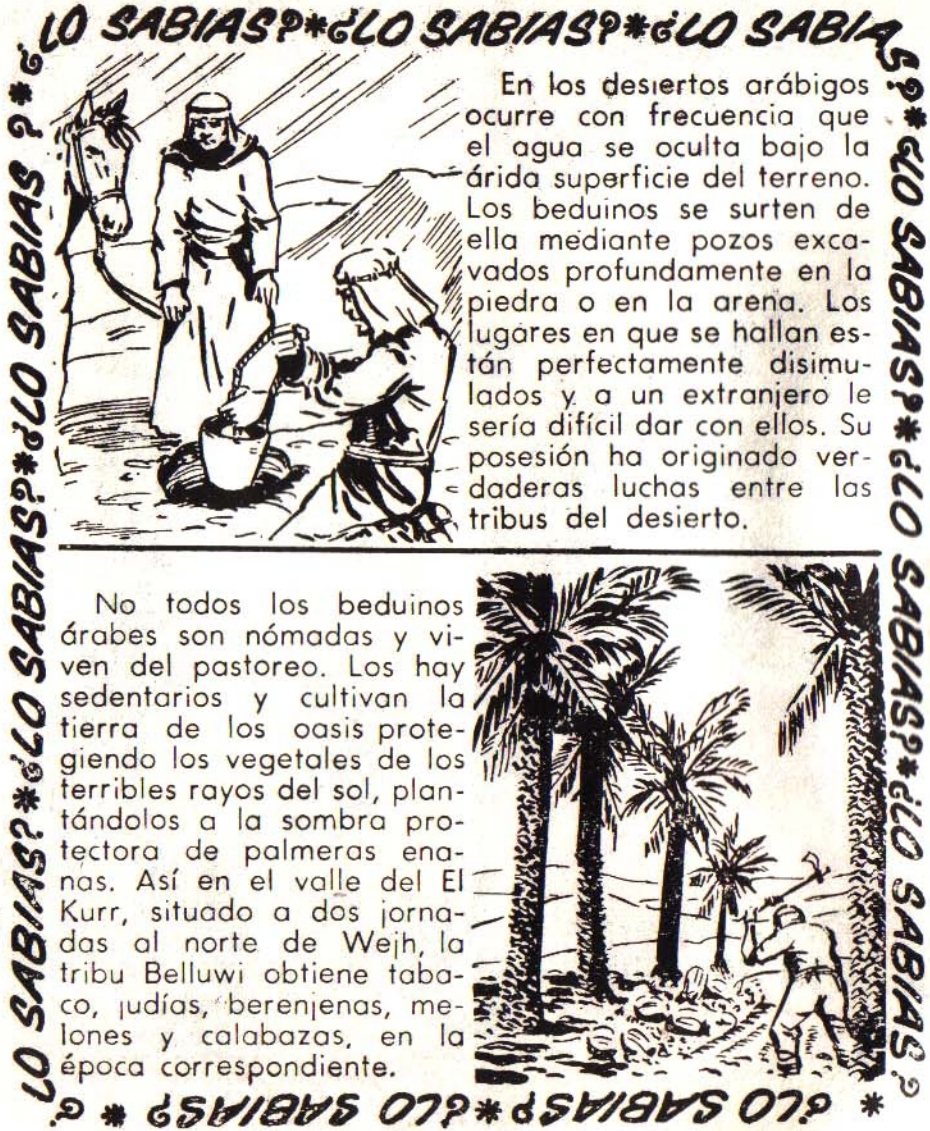 ¿LO SABIAS?*¿LO SABIAS?*¿LO SABIAS?*¿LO SABIAS?*¿LO SABIAS?*¿LO SABIAS?
En los desiertos arábigos
ocurre con frecuencia que
el agua se oculta bajo la
árida superficie del terreno.
Los beduinos se surten de
ella mediante pozos exca-
vados profundamente en la
piedra o en la arena. Los
lugares en que se hallan es-
tán perfectamente disimu-
lados y a un extranjero le
sería difícil dar con ellos. Su
posesión ha originado ver-
daderas luchas entre las
tribus del desierto.
No todos los beduinos
árabes son nómadas y vi-
ven del pastoreo. Los hay
sedentarios y cultivan la
tierra de los oasis prote-
giendo los vegetales de los
terribles rayos del sol, plan-
tándolos a la sombra pro-
tectora de palmeras ena-
nas. Así en el valle del El
Kurr, situado a dos jorna-
das al norte de Wejh, la
tribu Belluwi obtiene taba-
co, judías, berenjenas, me-
lones y calabazas, en la
época correspondiente.
¿LO SABIAS?*¿LO SABIAS?*
¿LO SABIAS?*¿LO SABIAS?*¿LO SABIAS?*